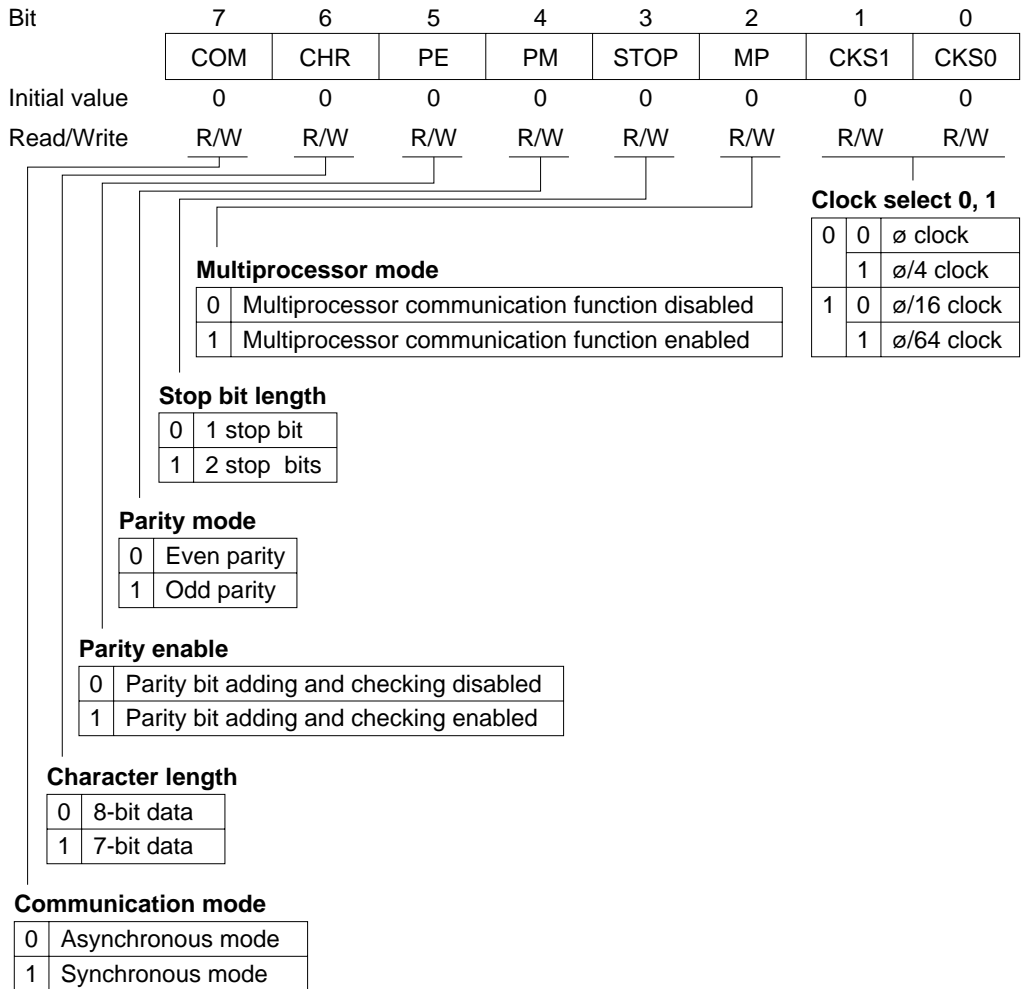 Bit 7 6 5 4 3 2 1 0
COM CHR PE PM STOP MP CKS1 CKS0
Initial value 0 0 0 0 0 0 0 0
Read/Write R/W R/W R/W R/W R/W R/W R/W R/W
Clock select 0, 1
0 0 ø clock
1 ø/4 clock
1 0 ø/16 clock
1 ø/64 clock
Multiprocessor mode
0 Multiprocessor communication function disabled
1 Multiprocessor communication function enabled
Stop bit length
0 1 stop bit
1 2 stop bits
Parity mode
0 Even parity
1 Odd parity
Parity enable
0 Parity bit adding and checking disabled
1 Parity bit adding and checking enabled
Character length
0 8-bit data
1 7-bit data
Communication mode
0 Asynchronous mode
1 Synchronous mode